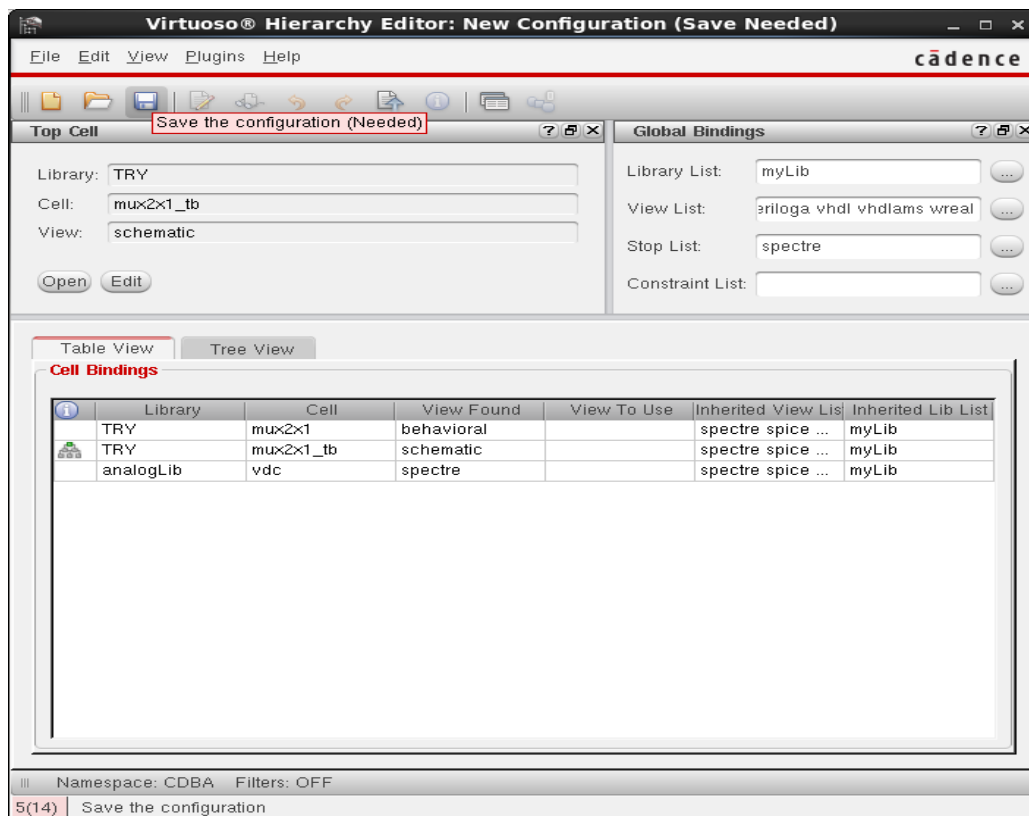 Virtuoso® Hierarchy Editor: New Configuration (Save Needed)
File Edit View Plugins Help
cādence
Save the configuration (Needed)
Top Cell
Library: TRY
Cell: mux2x1_tb
View: schematic
Open Edit
Global Bindings
Library List: myLib ...
View List: eriloga vhdl vhdlams wreal ...
Stop List: spectre ...
Constraint List: ...
Table View Tree View
Cell Bindings
Library Cell View Found View To Use Inherited View Lis Inherited Lib List
TRY mux2x1 behavioral spectre spice ... myLib
TRY mux2x1_tb schematic spectre spice ... myLib
analogLib vdc spectre spectre spice ... myLib
Namespace: CDBA Filters: OFF
5(14) Save the configuration